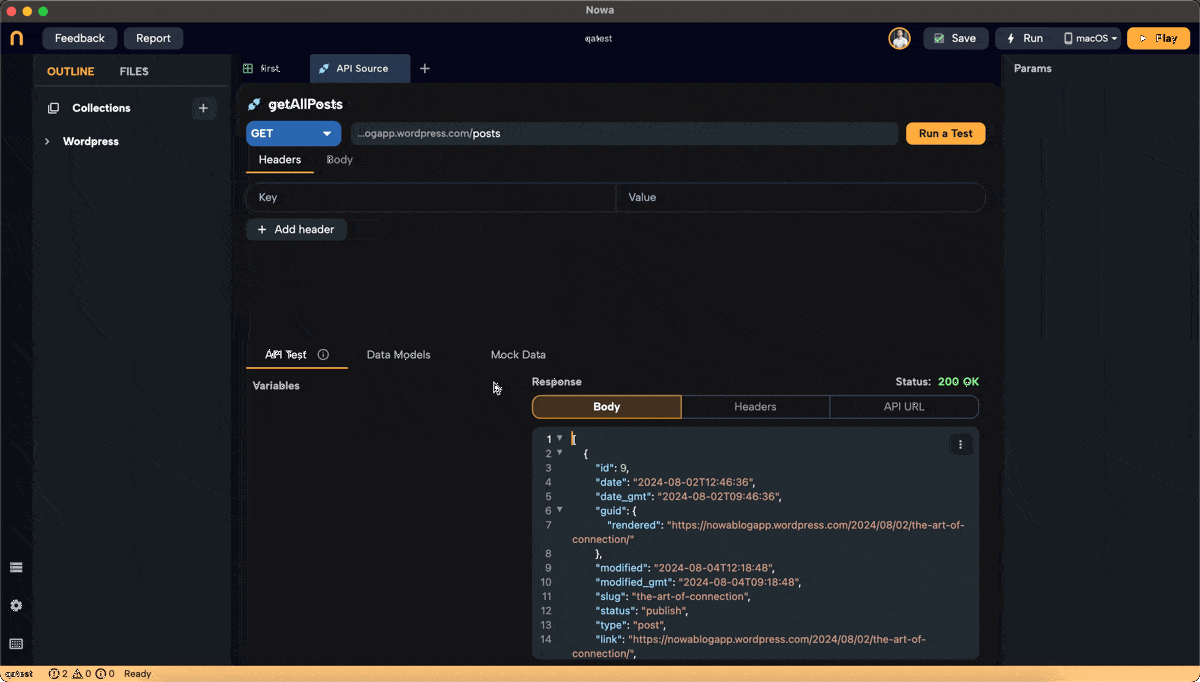 Nowa
Feedback
Report
qatest
Save
Run
macOS
Play
OUTLINE
FILES
first
API Source
Params
Collections
Wordpress
getAllPosts
GET
...ogapp.wordpress.com/posts
Run a Test
Headers
Body
Key
Value
Add header
API Test
Data Models
Mock Data
Variables
Response
Status: 200 OK
Body
Headers
API URL
1 [
2 {
3 "id": 9,
4 "date": "2024-08-02T12:46:36",
5 "date_gmt": "2024-08-02T09:46:36",
6 "guid": {
7 "rendered": "https://nowablogapp.wordpress.com/2024/08/02/the-art-of-
connection/"
8 },
9 "modified": "2024-08-04T12:18:48",
10 "modified_gmt": "2024-08-04T09:18:48",
11 "slug": "the-art-of-connection",
12 "status": "publish",
13 "type": "post",
14 "link": "https://nowablogapp.wordpress.com/2024/08/02/the-art-of-
connection/",
qatest 2 0 0 Ready